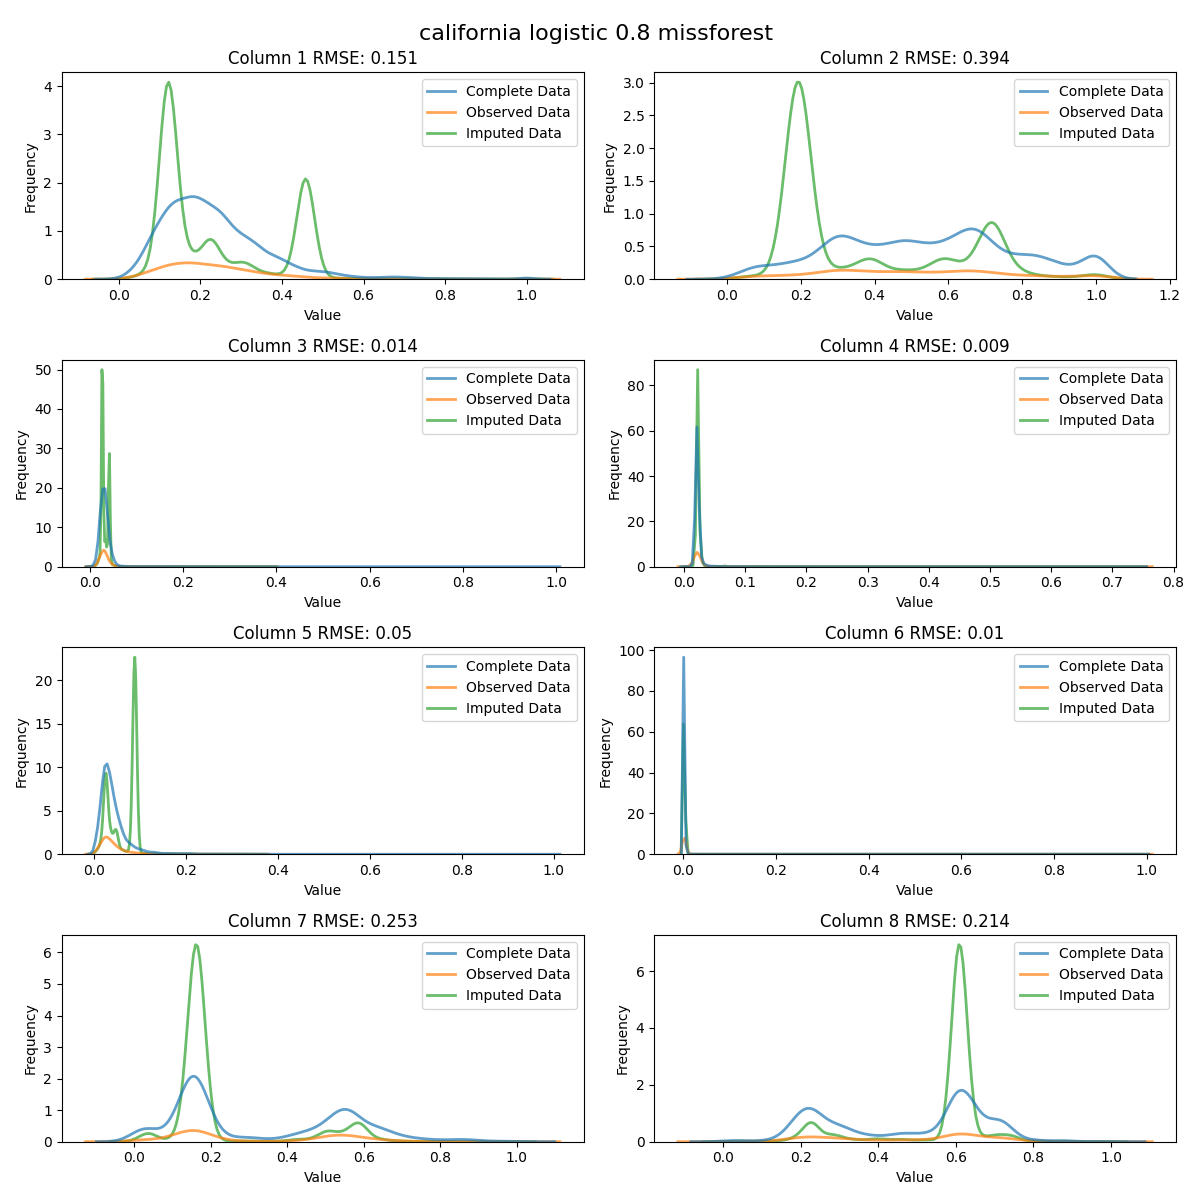 california logistic 0.8 missforest
Column 1 RMSE: 0.151
Frequency
4
3
2
1
0
0.0 0.2 0.4 0.6 0.8 1.0
Value
Complete Data
Observed Data
Imputed Data
Column 2 RMSE: 0.394
Frequency
3.0
2.5
2.0
1.5
1.0
0.5
0.0
0.0 0.2 0.4 0.6 0.8 1.0 1.2
Value
Complete Data
Observed Data
Imputed Data
Column 3 RMSE: 0.014
Frequency
50
40
30
20
10
0
0.0 0.2 0.4 0.6 0.8 1.0
Value
Complete Data
Observed Data
Imputed Data
Column 4 RMSE: 0.009
Frequency
80
60
40
20
0
0.0 0.1 0.2 0.3 0.4 0.5 0.6 0.7 0.8
Value
Complete Data
Observed Data
Imputed Data
Column 5 RMSE: 0.05
Frequency
20
15
10
5
0
0.0 0.2 0.4 0.6 0.8 1.0
Value
Complete Data
Observed Data
Imputed Data
Column 6 RMSE: 0.01
Frequency
100
80
60
40
20
0
0.0 0.2 0.4 0.6 0.8 1.0
Value
Complete Data
Observed Data
Imputed Data
Column 7 RMSE: 0.253
Frequency
6
5
4
3
2
1
0
0.0 0.2 0.4 0.6 0.8 1.0
Value
Complete Data
Observed Data
Imputed Data
Column 8 RMSE: 0.214
Frequency
6
4
2
0
0.0 0.2 0.4 0.6 0.8 1.0
Value
Complete Data
Observed Data
Imputed Data